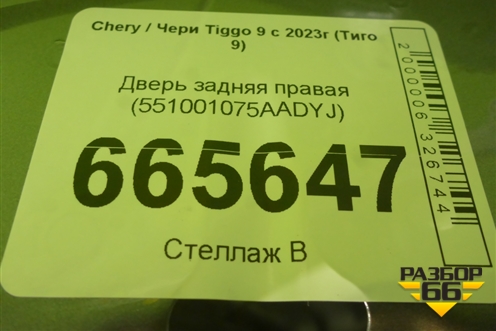 Chery / Чери Tiggo 9 с 2023г (Тиго
9)
Дверь задняя правая
(551001075AADYJ)
665647
Стеллаж В
2000006326744
РАЗБОР
66